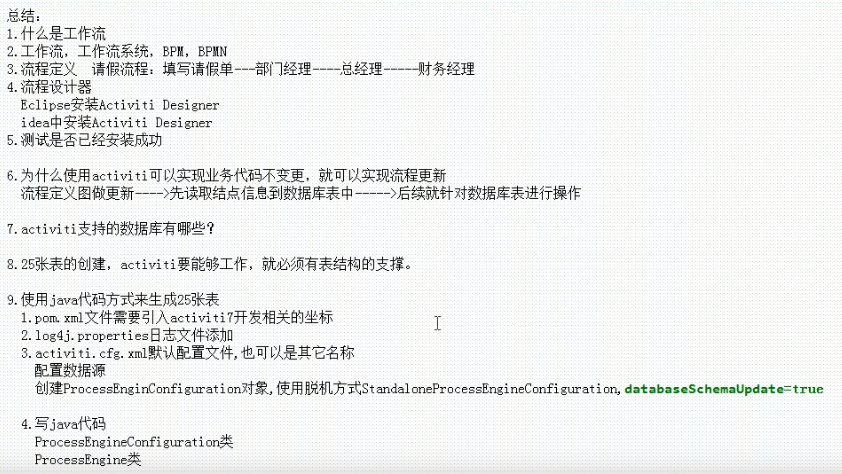 总结：
1.什么是工作流
2.工作流，工作流系统，BPM，BPMN
3.流程定义  请假流程：填写请假单---部门经理----总经理-----财务经理
4.流程设计器
Eclipse安装Activiti Designer
idea中安装Activiti Designer
5.测试是否已经安装成功
6.为什么使用activiti可以实现业务代码不变更，就可以实现流程更新
流程定义图做更新---->先读取结点信息到数据库表中----->后续就针对数据库表进行操作
7.activiti支持的数据库有哪些？
8.25张表的创建，activiti要能够工作，就必须有表结构的支撑。
9.使用java代码方式来生成25张表
1.pom.xml文件需要引入activiti7开发相关的坐标
2.log4j.properties日志文件添加
3.activiti.cfg.xml默认配置文件,也可以是其它名称
配置数据源
创建ProcessEnginConfiguration对象,使用脱机方式StandaloneProcessEngineConfiguration,databaseSchemaUpdate=true
4.写java代码
ProcessEngineConfiguration类
ProcessEngine类